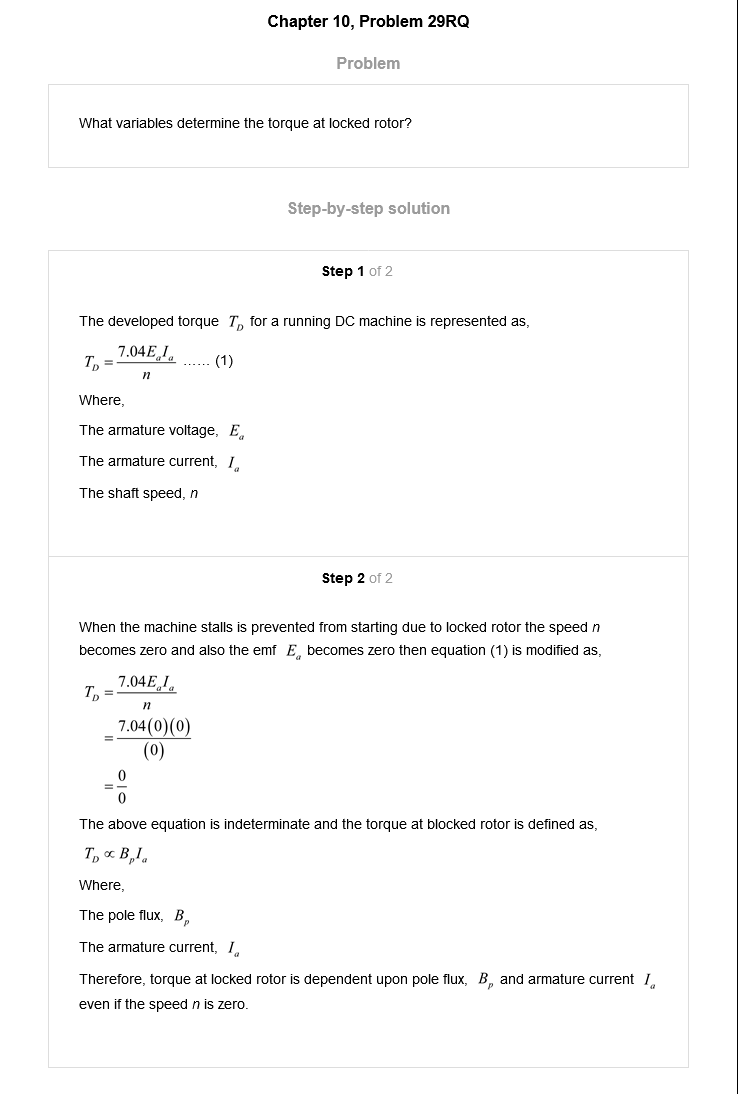 Chapter 10, Problem 29RQ
Problem
What variables determine the torque at locked rotor?
Step-by-step solution
Step 1 of 2
The developed torque T_D for a running DC machine is represented as,
T_D = 7.04E_aI_a / n ...... (1)
Where,
The armature voltage, E_a
The armature current, I_a
The shaft speed, n
Step 2 of 2
When the machine stalls is prevented from starting due to locked rotor the speed n
becomes zero and also the emf E_a becomes zero then equation (1) is modified as,
T_D = 7.04E_aI_a / n
= 7.04(0)(0) / (0)
= 0 / 0
The above equation is indeterminate and the torque at blocked rotor is defined as,
T_D ∝ B_pI_a
Where,
The pole flux, B_p
The armature current, I_a
Therefore, torque at locked rotor is dependent upon pole flux, B_p and armature current I_a
even if the speed n is zero.